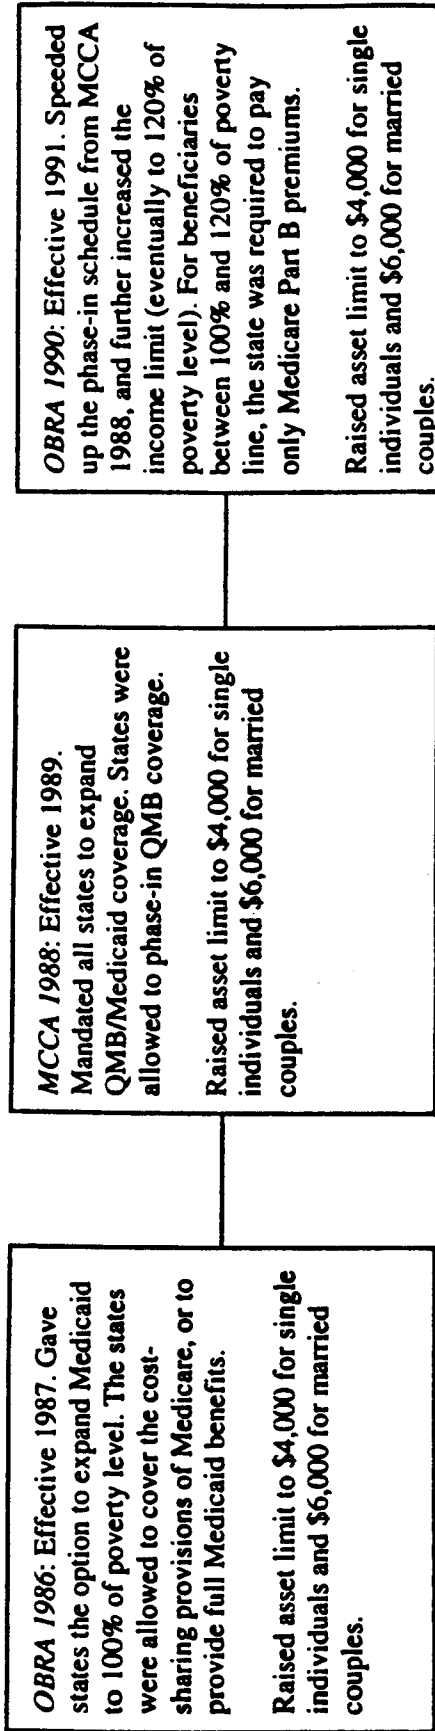 OBRA 1986: Effective 1987. Gave
states the option to expand Medicaid
to 100% of poverty level. The states
were allowed to cover the cost-
sharing provisions of Medicare, or to
provide full Medicaid benefits.
Raised asset limit to $4,000 for single
individuals and $6,000 for married
couples.
MCCA 1988: Effective 1989.
Mandated all states to expand
QMB/Medicaid coverage. States were
allowed to phase-in QMB coverage.
Raised asset limit to $4,000 for single
individuals and $6,000 for married
couples.
OBRA 1990: Effective 1991. Speeded
up the phase-in schedule from MCCA
1988, and further increased the
income limit (eventually to 120% of
poverty level). For beneficiaries
between 100% and 120% of poverty
line, the state was required to pay
only Medicare Part B premiums.
Raised asset limit to $4,000 for single
individuals and $6,000 for married
couples.